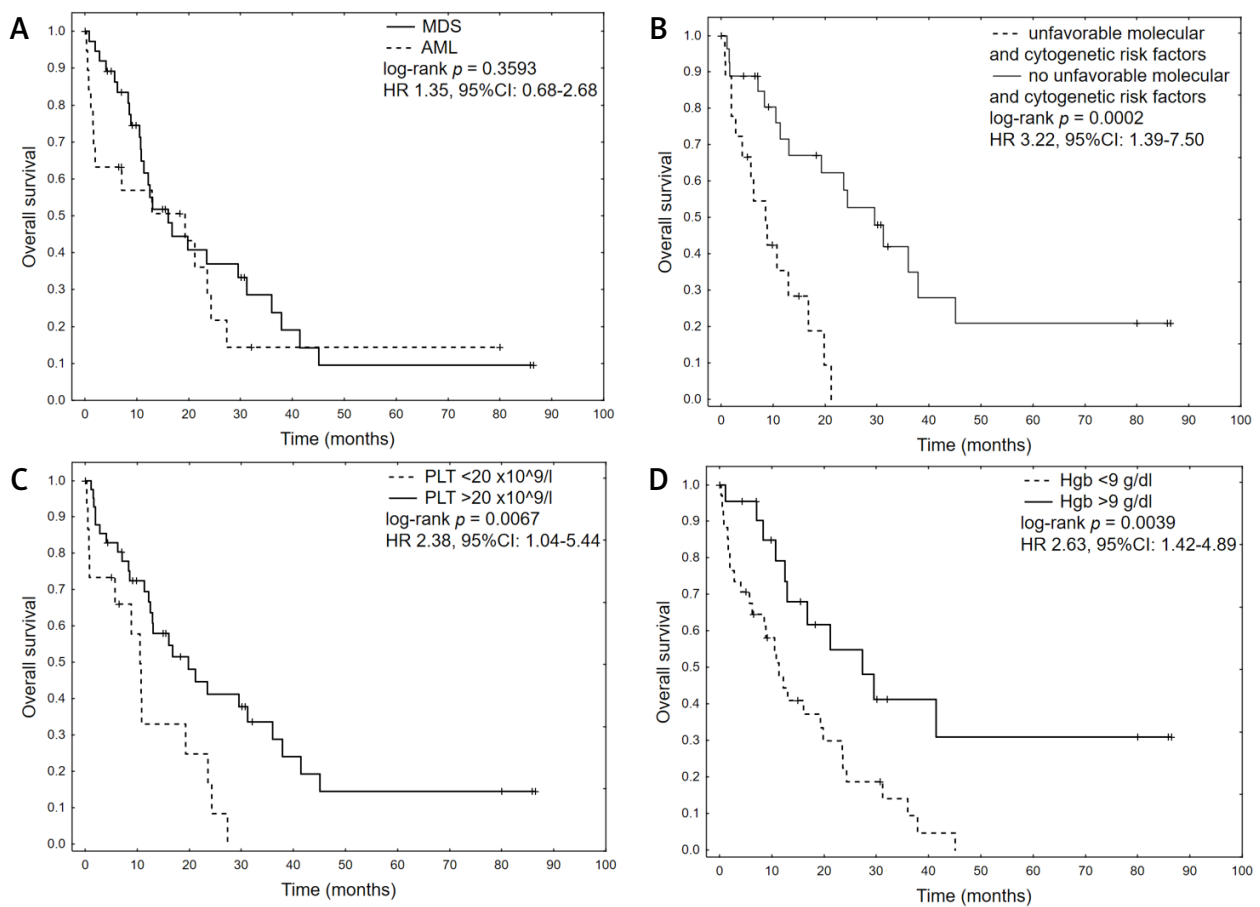 A
MDS
AML
log-rank p = 0.3593
HR 1.35, 95%CI: 0.68-2.68
Overall survival
1.0
0.9
0.8
0.7
0.6
0.5
0.4
0.3
0.2
0.1
0.0
0 10 20 30 40 50 60 70 80 90 100
Time (months)
B
unfavorable molecular
and cytogenetic risk factors
no unfavorable molecular
and cytogenetic risk factors
log-rank p = 0.0002
HR 3.22, 95%CI: 1.39-7.50
Overall survival
1.0
0.9
0.8
0.7
0.6
0.5
0.4
0.3
0.2
0.1
0.0
0 10 20 30 40 50 60 70 80 90 100
Time (months)
C
PLT <20 x10^9/l
PLT >20 x10^9/l
log-rank p = 0.0067
HR 2.38, 95%CI: 1.04-5.44
Overall survival
1.0
0.9
0.8
0.7
0.6
0.5
0.4
0.3
0.2
0.1
0.0
0 10 20 30 40 50 60 70 80 90 100
Time (months)
D
Hgb <9 g/dl
Hgb >9 g/dl
log-rank p = 0.0039
HR 2.63, 95%CI: 1.42-4.89
Overall survival
1.0
0.9
0.8
0.7
0.6
0.5
0.4
0.3
0.2
0.1
0.0
0 10 20 30 40 50 60 70 80 90 100
Time (months)